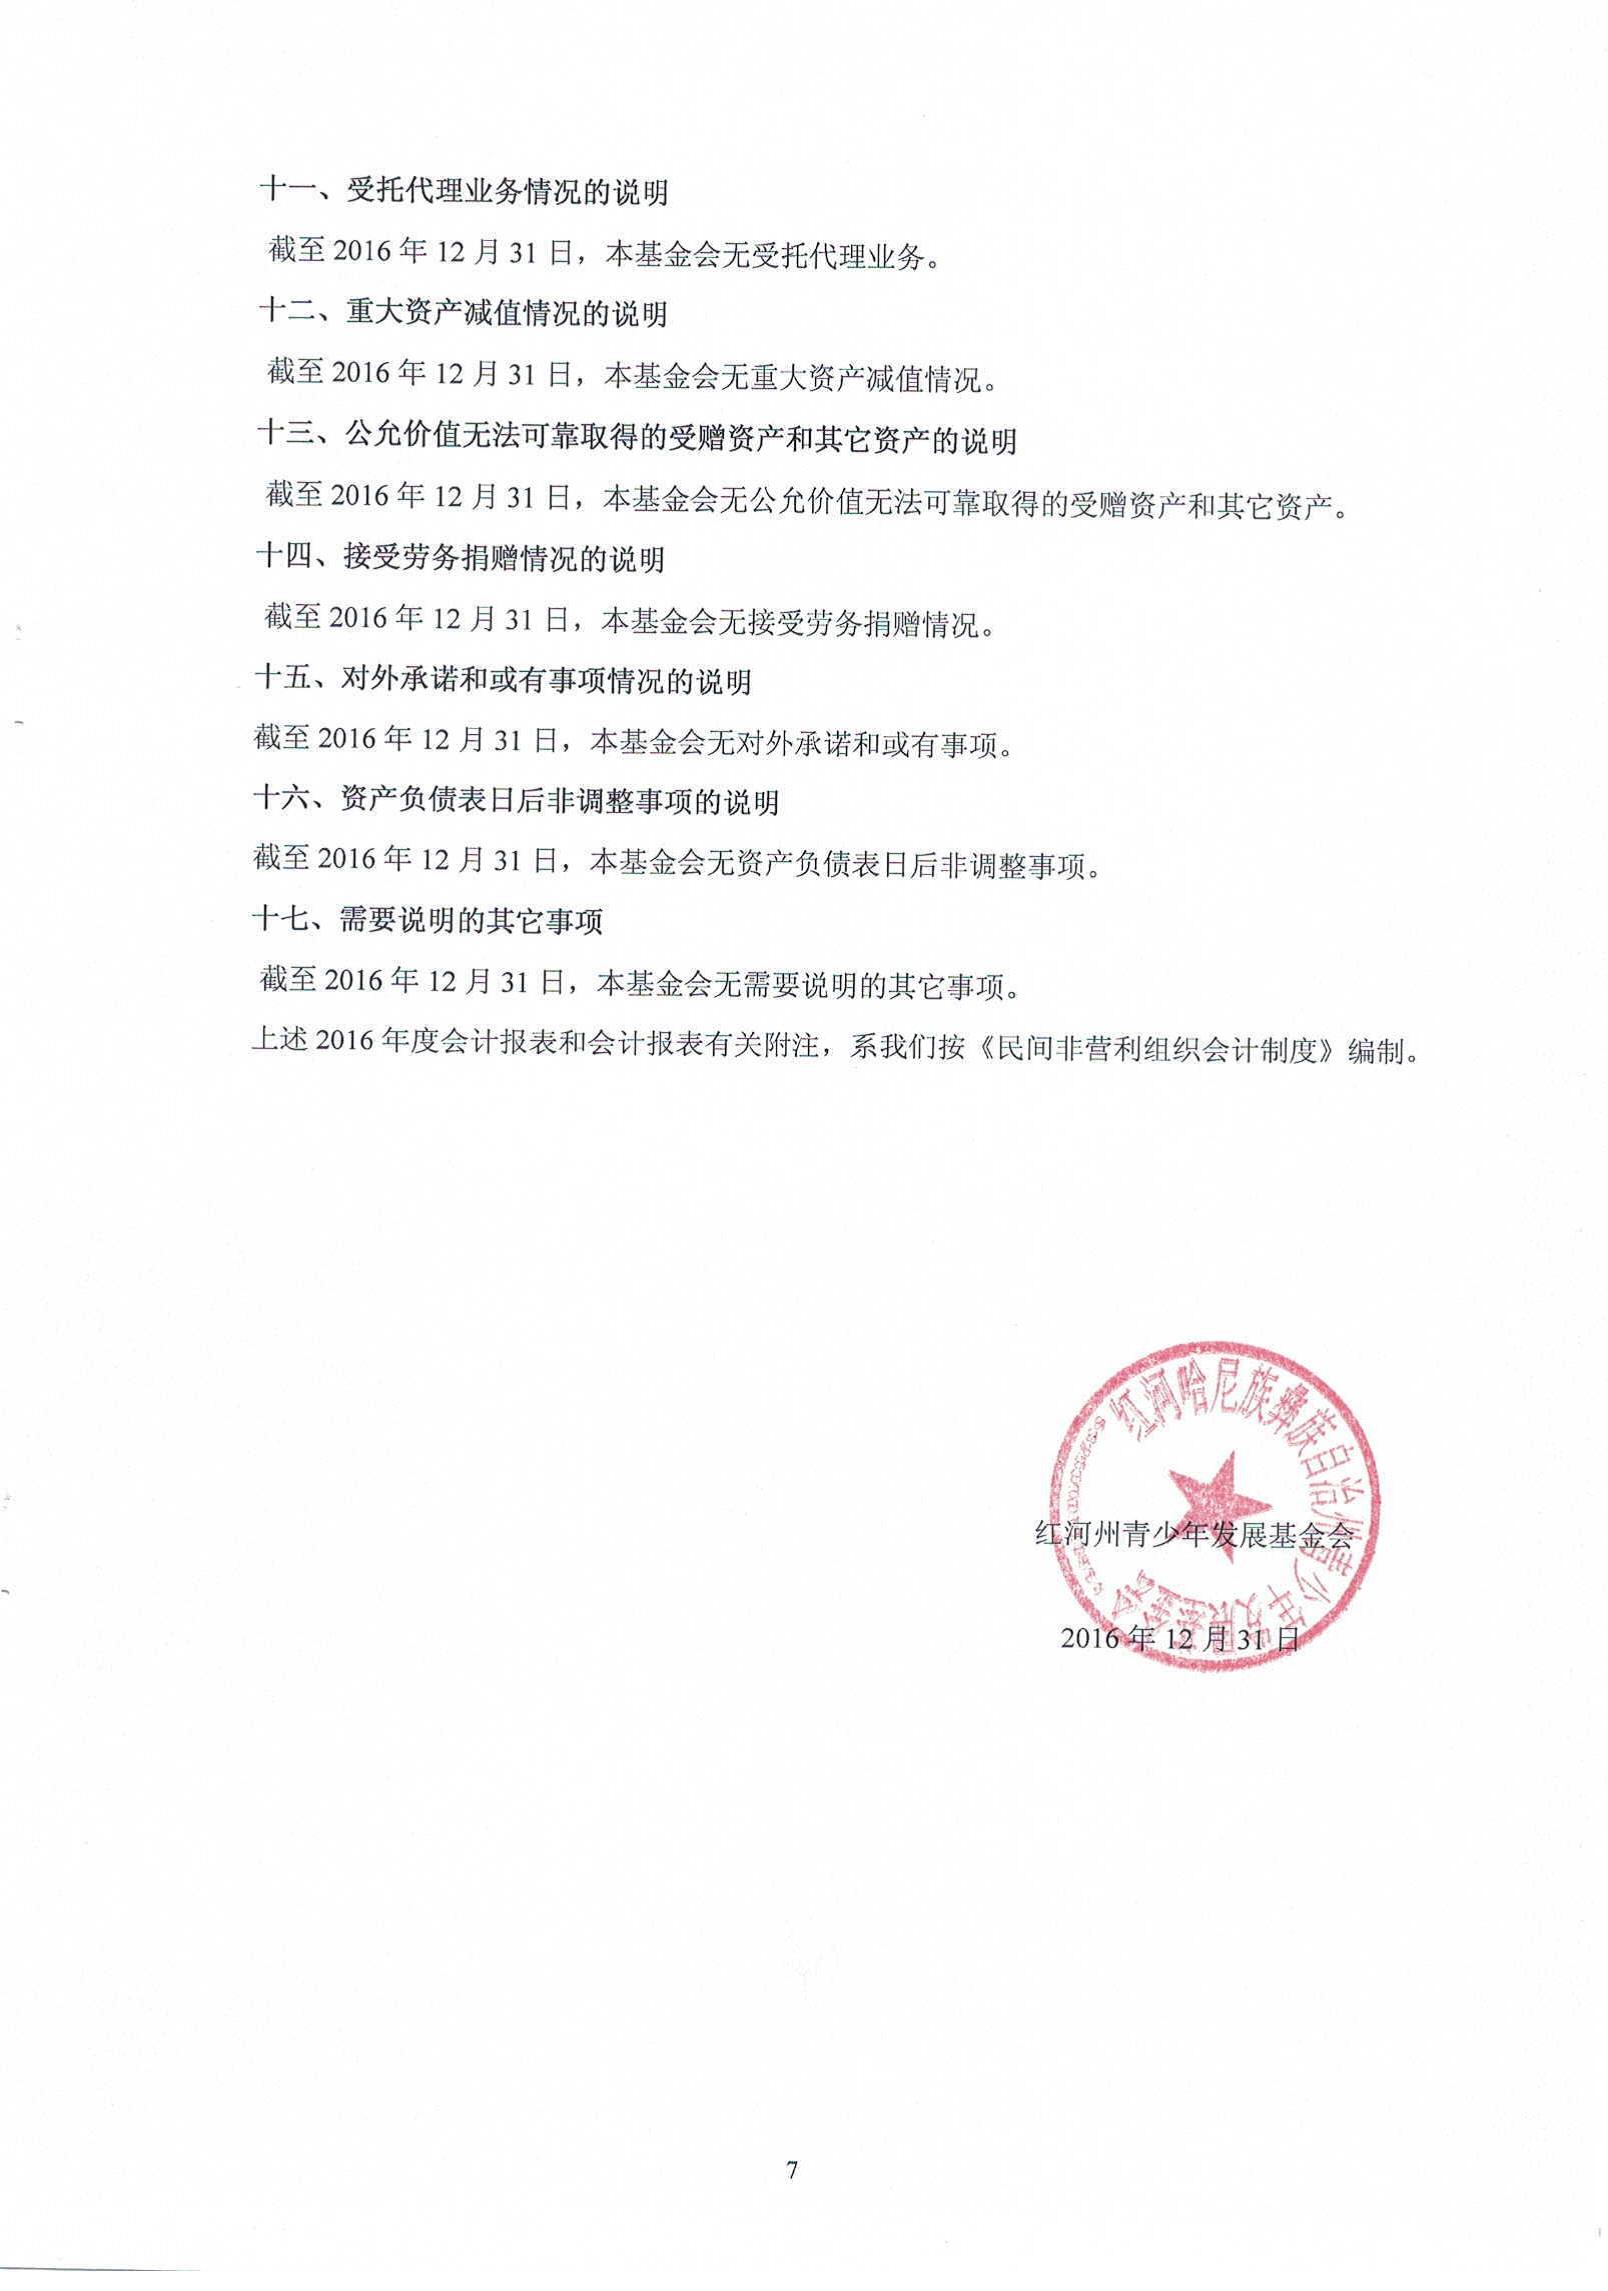 十一、受托代理业务情况的说明
截至 2016 年 12 月 31 日，本基金会无受托代理业务。
十二、重大资产减值情况的说明
截至 2016 年 12 月 31 日，本基金会无重大资产减值情况。
十三、公允价值无法可靠取得的受赠资产和其它资产的说明
截至 2016 年 12 月 31 日，本基金会无公允价值无法可靠取得的受赠资产和其它资产。
十四、接受劳务捐赠情况的说明
截至 2016 年 12 月 31 日，本基金会无接受劳务捐赠情况。
十五、对外承诺和或有事项情况的说明
截至 2016 年 12 月 31 日，本基金会无对外承诺和或有事项。
十六、资产负债表日后非调整事项的说明
截至 2016 年 12 月 31 日，本基金会无资产负债表日后非调整事项。
十七、需要说明的其它事项
截至 2016 年 12 月 31 日，本基金会无需要说明的其它事项。
上述 2016 年度会计报表和会计报表有关附注，系我们按《民间非营利组织会计制度》编制。
红河哈尼族彝族自治州青少年发展基金会
红河州青少年发展基金会
2016 年 12 月 31 日
7